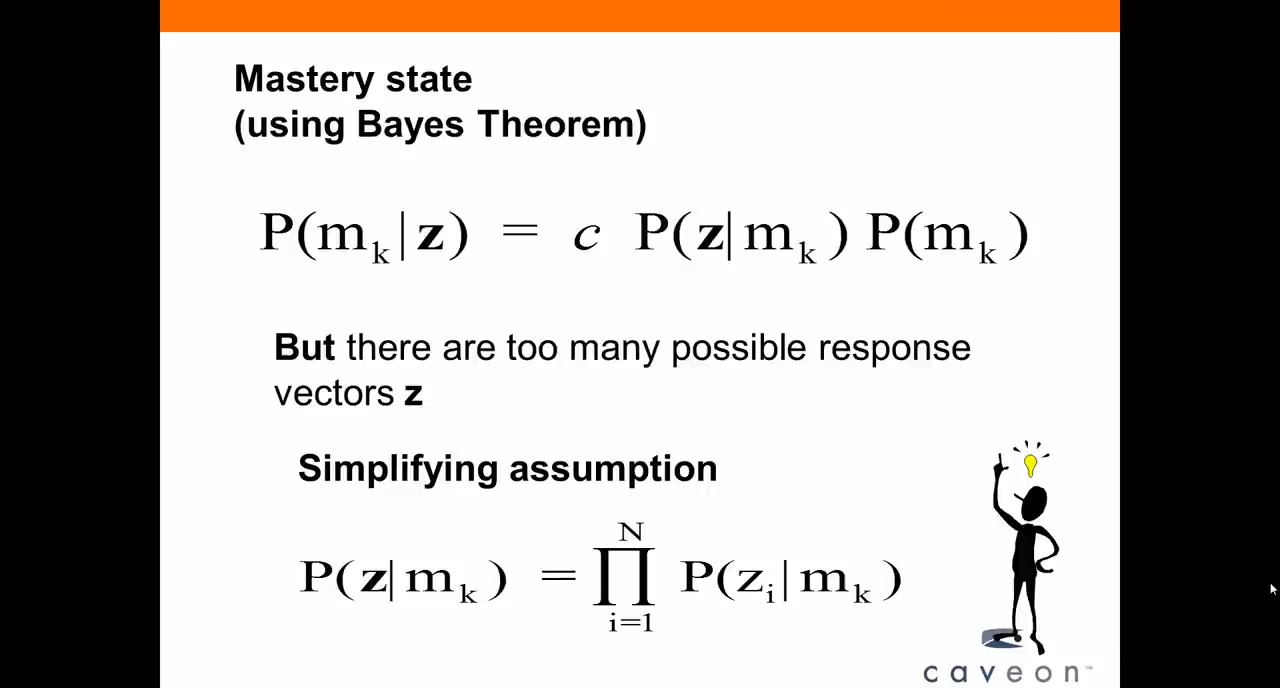 Mastery state
(using Bayes Theorem)
P(m_k|z) = c P(z|m_k) P(m_k)
But there are too many possible response
vectors z
Simplifying assumption
P(z|m_k) = ∏_{i=1}^{N} P(z_i|m_k)
caveon™